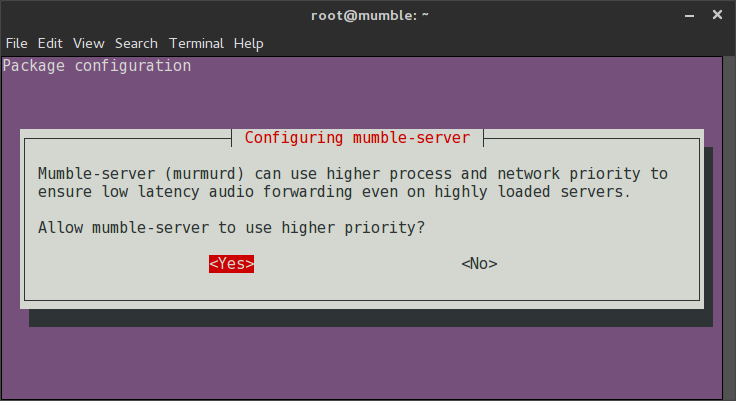 root@mumble: ~
File Edit View Search Terminal Help
Package configuration
Configuring mumble-server
Mumble-server (murmurd) can use higher process and network priority to
ensure low latency audio forwarding even on highly loaded servers.
Allow mumble-server to use higher priority?
<Yes> <No>